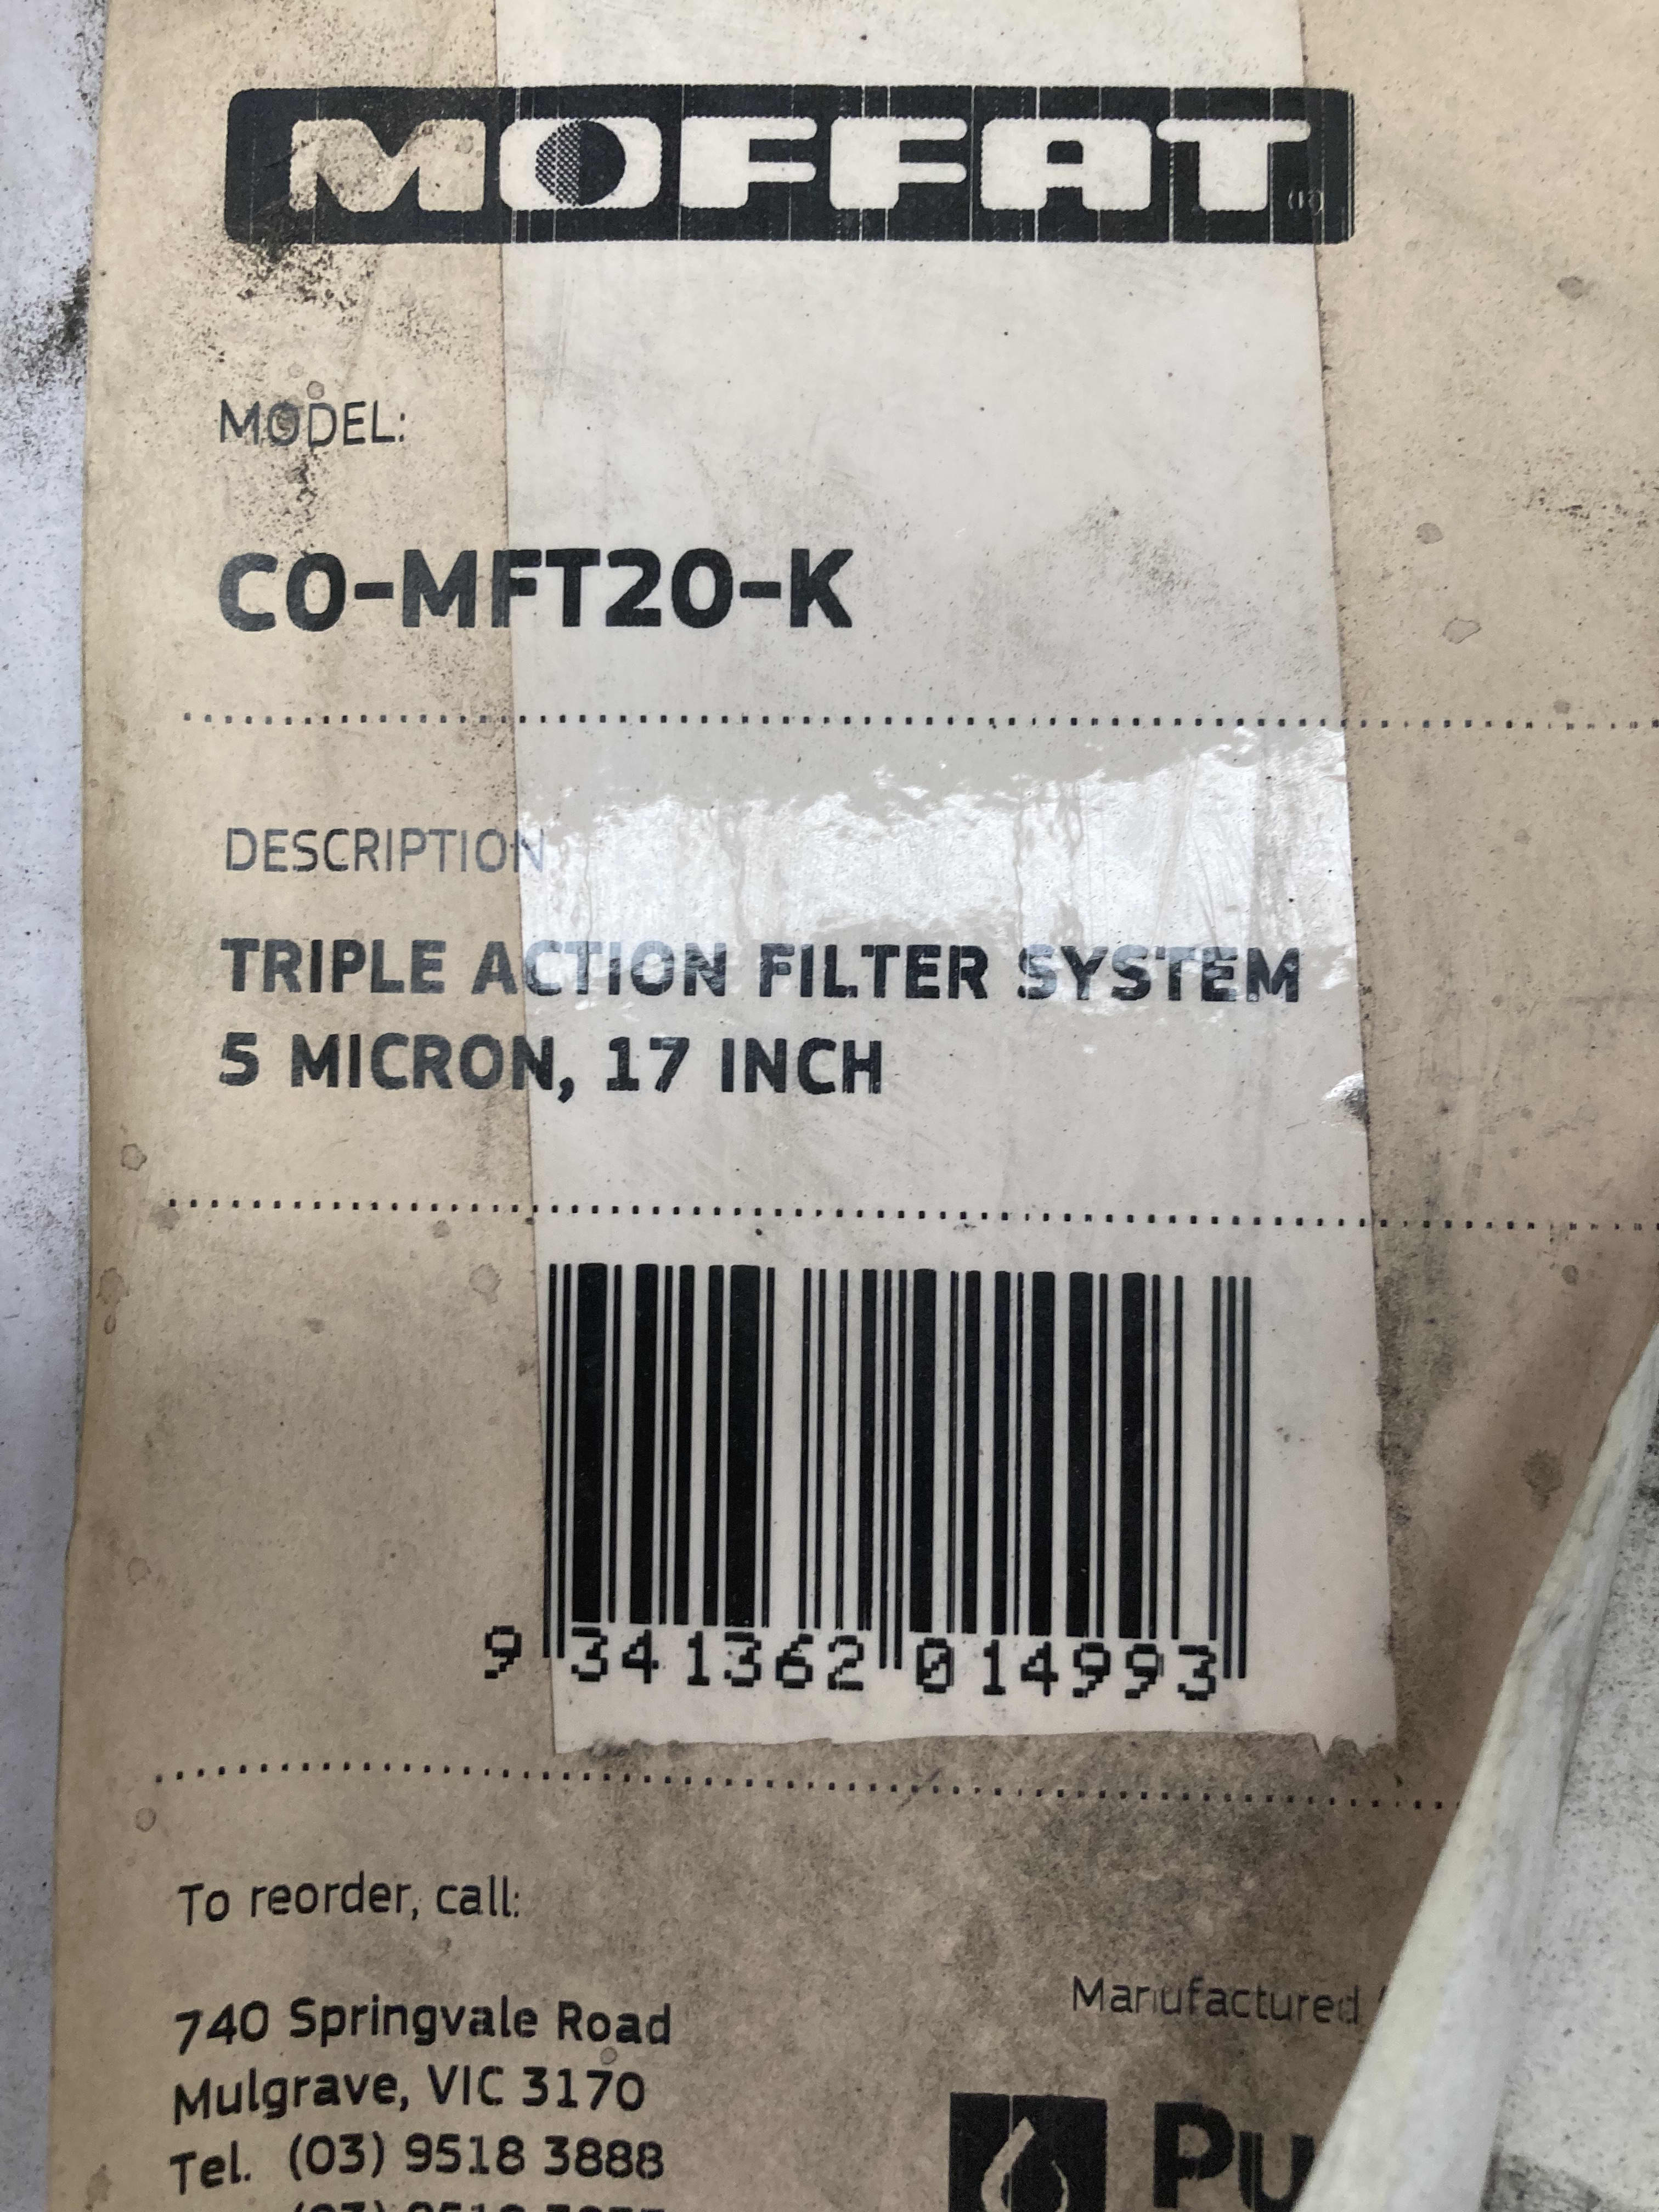 MOFFAT
MODEL:
CO-MFT20-K
DESCRIPTION
TRIPLE ACTION FILTER SYSTEM
5 MICRON, 17 INCH
9 341362 014993
To reorder, call:
740 Springvale Road
Mulgrave, VIC 3170
Tel. (03) 9518 3888
Manufactured
Pu